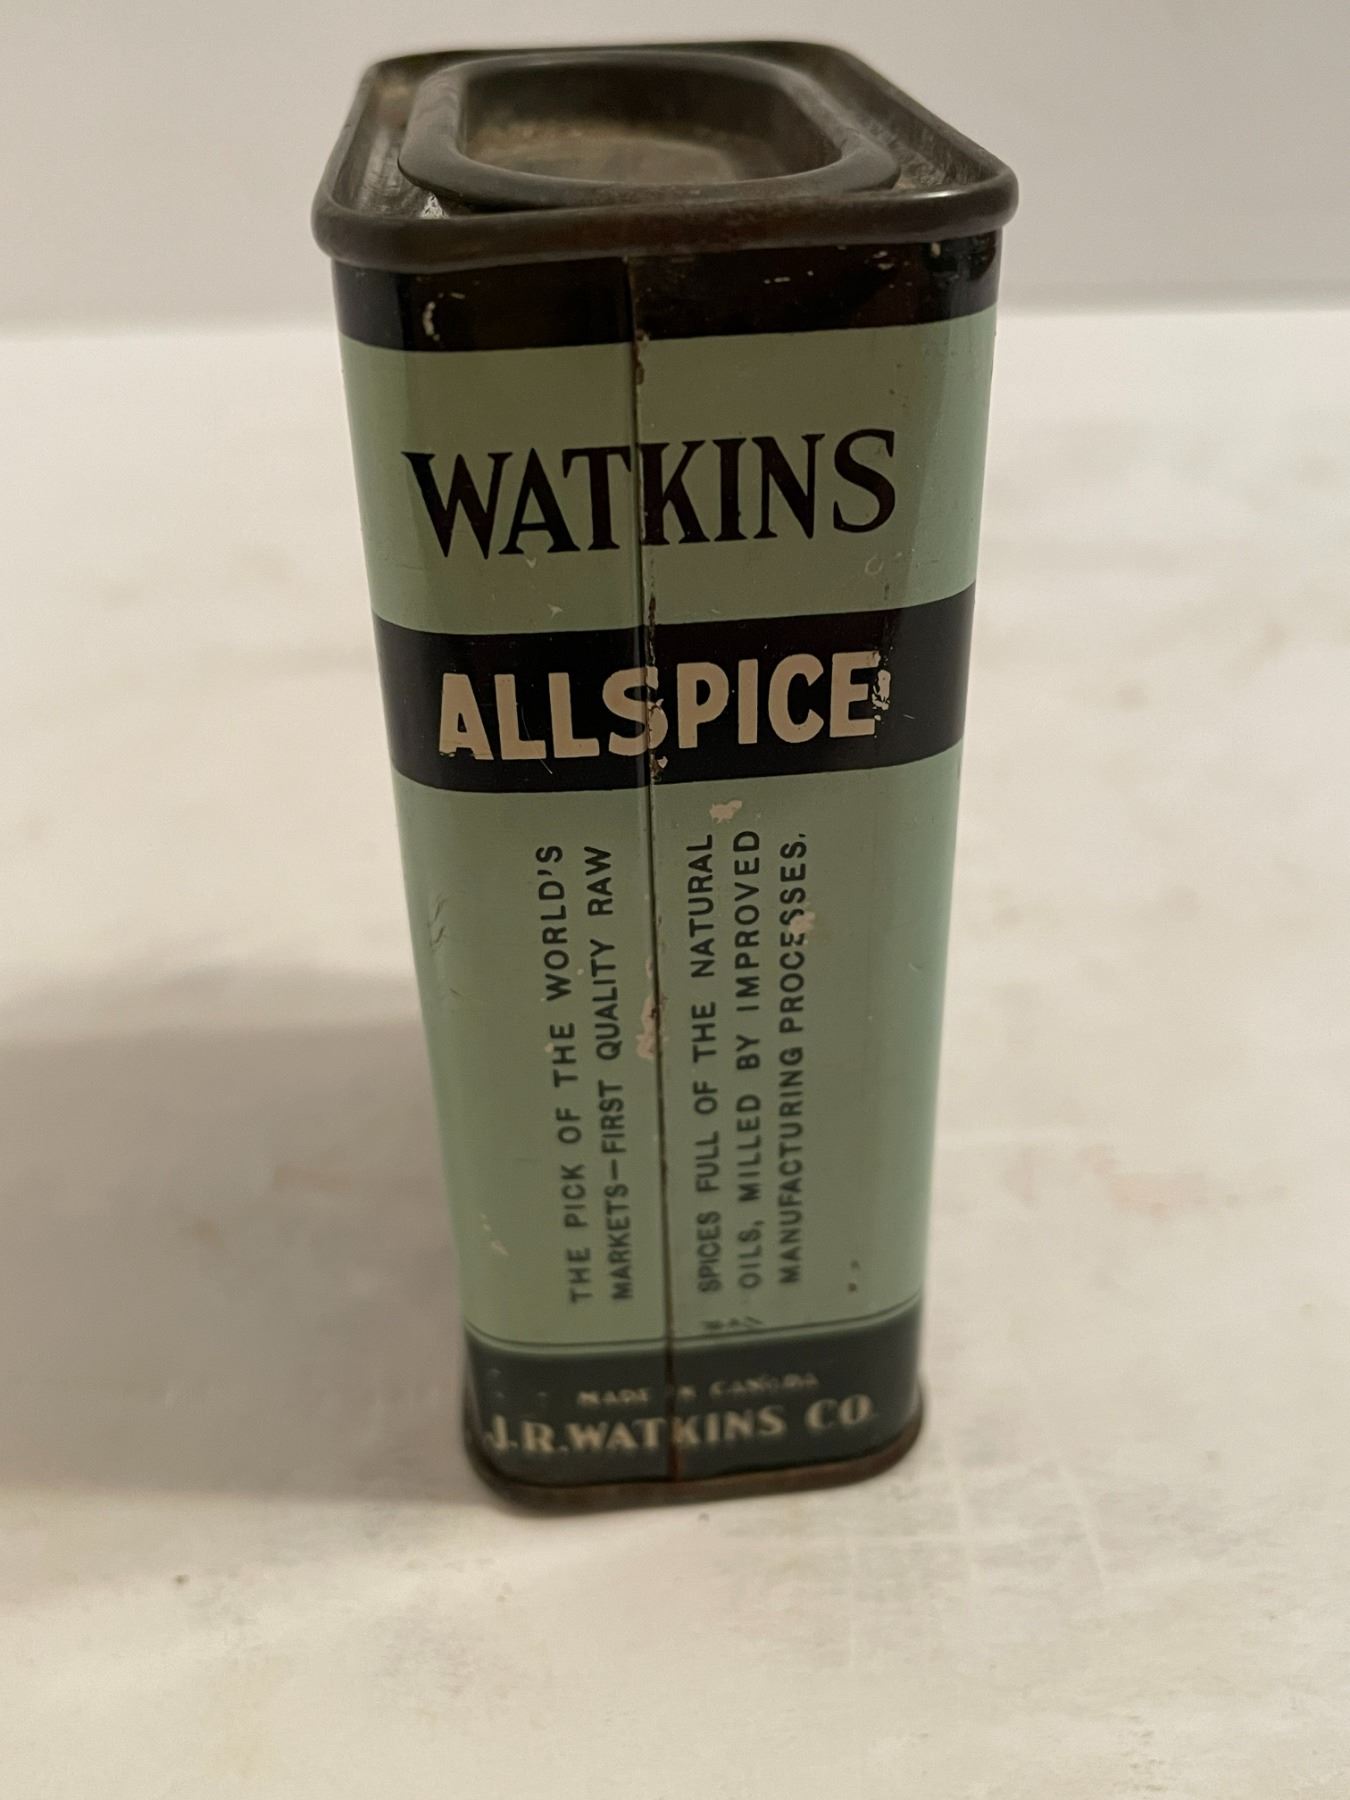 WATKINS
ALLSPICE
THE PICK OF THE WORLD'S
MARKETS—FIRST QUALITY RAW
SPICES FULL OF THE NATURAL
OILS, MILLED BY IMPROVED
MANUFACTURING PROCESSES.
MADE IN CANADA
J.R.WATKINS CO.